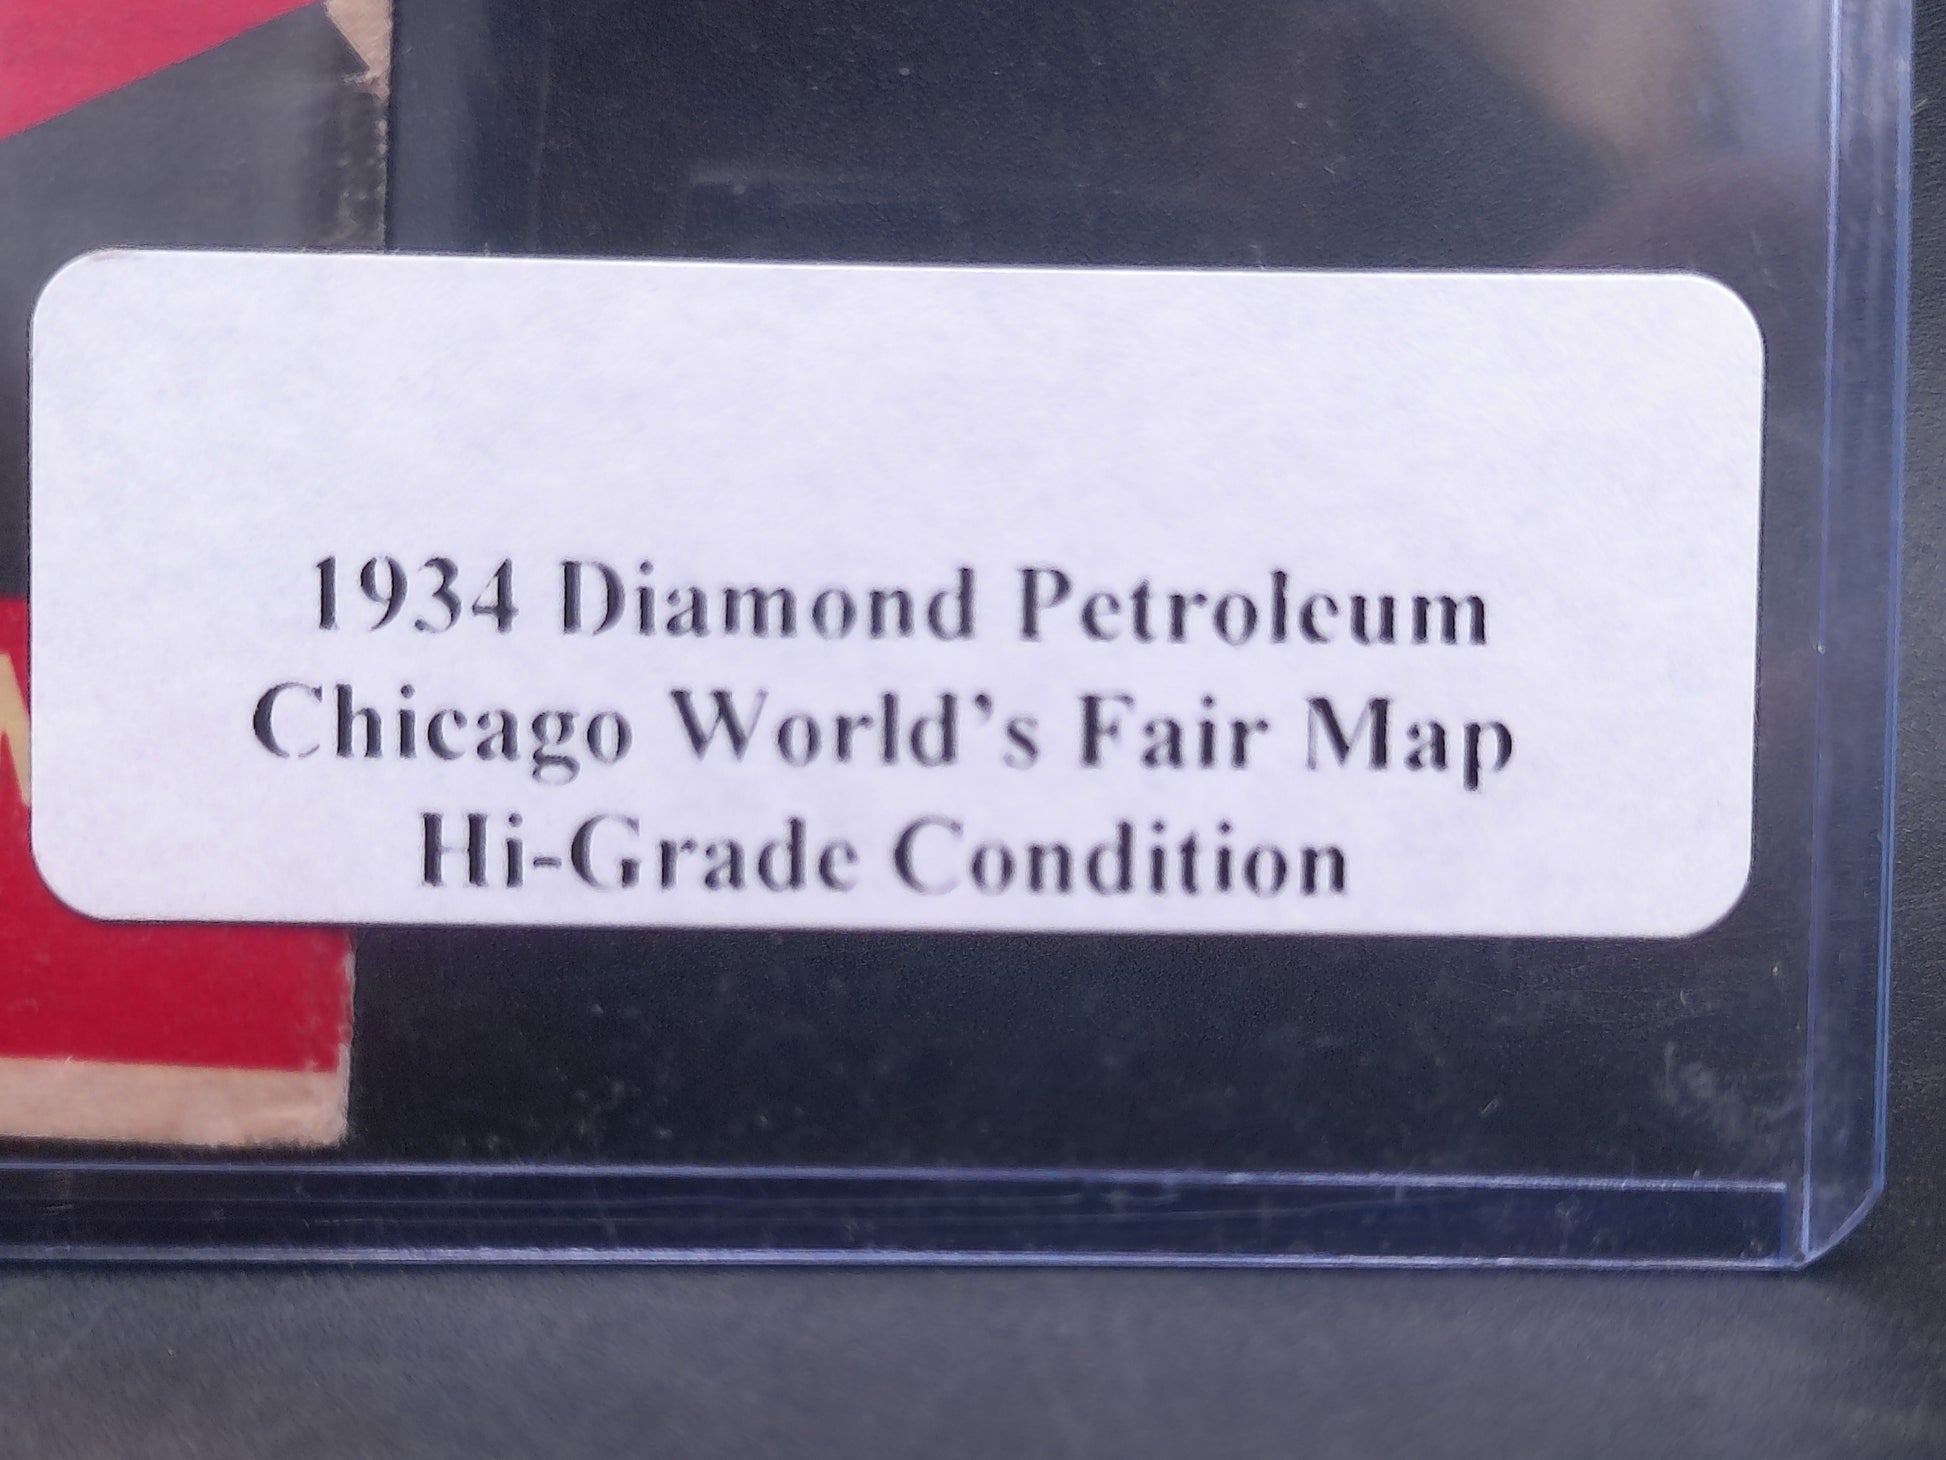 1934 Diamond Petroleum
Chicago World's Fair Map
Hi-Grade Condition